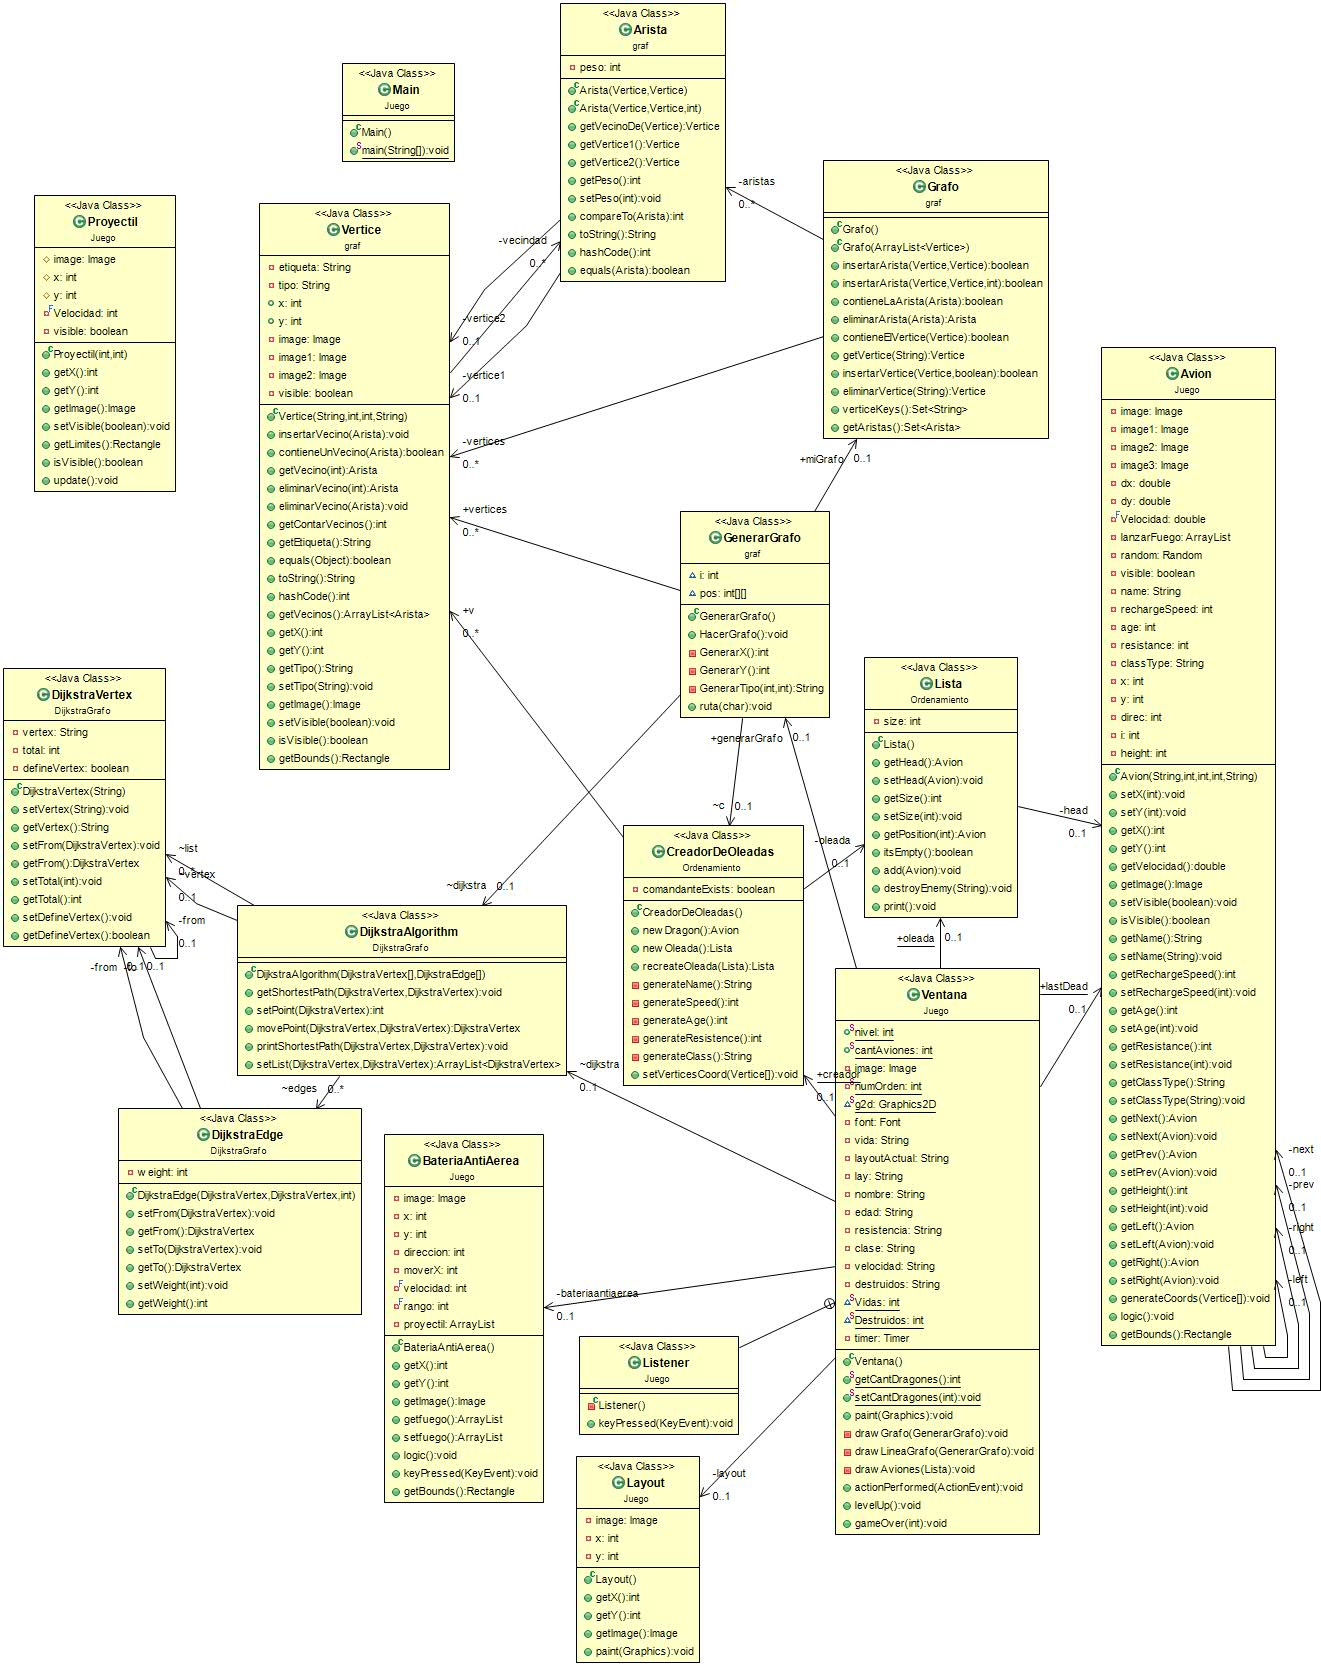 <<Java Class>>
Arista
graf
peso: int
Arista(Vertice,Vertice)
Arista(Vertice,Vertice,int)
getVecinoDe(Vertice):Vertice
getVertice1():Vertice
getVertice2():Vertice
getPeso():int
setPeso(int):void
compareTo(Arista):int
toString():String
hashCode():int
equals(Arista):boolean
<<Java Class>>
Main
Juego
Main()
main(String[]):void
<<Java Class>>
Grafo
graf
Grafo()
Grafo(ArrayList<Vertice>)
insertarArista(Vertice,Vertice):boolean
insertarArista(Vertice,Vertice,int):boolean
contieneLaArista(Arista):boolean
eliminarArista(Arista):Arista
contieneElVertice(Vertice):boolean
getVertice(String):Vertice
insertarVertice(Vertice,boolean):boolean
eliminarVertice(String):Vertice
verticeKeys():Set<String>
getAristas():Set<Arista>
-aristas
0..*
<<Java Class>>
Proyectil
Juego
image: Image
x: int
y: int
Velocidad: int
visible: boolean
Proyectil(int,int)
getX():int
getY():int
getImage():Image
setVisible(boolean):void
getLimites():Rectangle
isVisible():boolean
update():void
<<Java Class>>
Vertice
graf
etiqueta: String
tipo: String
x: int
y: int
image: Image
image1: Image
image2: Image
visible: boolean
Vertice(String,int,int,String)
insertarVecino(Arista):void
contieneUnVecino(Arista):boolean
getVecino(int):Arista
eliminarVecino(int):Arista
eliminarVecino(Arista):void
getContarVecinos():int
getEtiqueta():String
equals(Object):boolean
toString():String
hashCode():int
getVecinos():ArrayList<Arista>
getX():int
getY():int
getTipo():String
setTipo(String):void
getImage():Image
setVisible(boolean):void
isVisible():boolean
getBounds():Rectangle
-vecindad
0..*
-vertice2
0..1
-vertice1
0..1
-vertices
0..*
+vertices
0..*
+v
0..*
+miGrafo
0..1
<<Java Class>>
GenerarGrafo
graf
i: int
pos: int[][]
GenerarGrafo()
HacerGrafo():void
GenerarX():int
GenerarY():int
GenerarTipo(int,int):String
ruta(char):void
+generarGrafo
0..1
~c
0..1
~dijkstra
0..1
<<Java Class>>
Avion
Juego
image: Image
image1: Image
image2: Image
image3: Image
dx: double
dy: double
Velocidad: double
lanzarFuego: ArrayList
random: Random
visible: boolean
name: String
rechargeSpeed: int
age: int
resistance: int
classType: String
x: int
y: int
direc: int
i: int
height: int
Avion(String,int,int,int,String)
setX(int):void
setY(int):void
getX():int
getY():int
getVelocidad():double
getImage():Image
setVisible(boolean):void
isVisible():boolean
getName():String
setName(String):void
getRechargeSpeed():int
setRechargeSpeed(int):void
getAge():int
setAge(int):void
getResistance():int
setResistance(int):void
getClassType():String
setClassType(String):void
getNext():Avion
setNext(Avion):void
getPrev():Avion
setPrev(Avion):void
getHeight():int
setHeight(int):void
getLeft():Avion
setLeft(Avion):void
getRight():Avion
setRight(Avion):void
generateCoords(Vertice[]):void
logic():void
getBounds():Rectangle
-next
0..1
-prev
0..1
-right
0..1
-left
0..1
<<Java Class>>
Lista
Ordenamiento
size: int
Lista()
getHead():Avion
setHead(Avion):void
getSize():int
setSize(int):void
getPosition(int):Avion
itsEmpty():boolean
add(Avion):void
destroyEnemy(String):void
print():void
-head
0..1
-oleada
0..1
+oleada
0..1
+lastDead
0..1
<<Java Class>>
DijkstraVertex
DijkstraGrafo
vertex: String
total: int
defineVertex: boolean
DijkstraVertex(String)
setVertex(String):void
getVertex():String
setFrom(DijkstraVertex):void
getFrom():DijkstraVertex
setTotal(int):void
getTotal():int
setDefineVertex():void
getDefineVertex():boolean
~list
0..*
~vertex
0..1
-from
0..1
-from
0..1
-to
0..1
<<Java Class>>
CreadorDeOleadas
Ordenamiento
comandanteExists: boolean
CreadorDeOleadas()
newDragon():Avion
newOleada():Lista
recreateOleada(Lista):Lista
generateName():String
generateSpeed():int
generateAge():int
generateResistence():int
generateClass():String
setVerticesCoord(Vertice[]):void
<<Java Class>>
DijkstraAlgorithm
DijkstraGrafo
DijkstraAlgorithm(DijkstraVertex[],DijkstraEdge[])
getShortestPath(DijkstraVertex,DijkstraVertex):void
setPoint(DijkstraVertex):int
movePoint(DijkstraVertex,DijkstraVertex):DijkstraVertex
printShortestPath(DijkstraVertex,DijkstraVertex):void
setList(DijkstraVertex,DijkstraVertex):ArrayList<DijkstraVertex>
~edges
0..*
~dijkstra
0..1
+creador
0..1
<<Java Class>>
Ventana
Juego
nivel: int
cantAviones: int
image: Image
numOrden: int
g2d: Graphics2D
font: Font
vida: String
layoutActual: String
lay: String
nombre: String
edad: String
resistencia: String
clase: String
velocidad: String
destruidos: String
Vidas: int
Destruidos: int
timer: Timer
Ventana()
getCantDragones():int
setCantDragones(int):void
paint(Graphics):void
drawGrafo(GenerarGrafo):void
drawLineaGrafo(GenerarGrafo):void
drawAviones(Lista):void
actionPerformed(ActionEvent):void
levelUp():void
gameOver(int):void
<<Java Class>>
DijkstraEdge
DijkstraGrafo
weight: int
DijkstraEdge(DijkstraVertex,DijkstraVertex,int)
setFrom(DijkstraVertex):void
getFrom():DijkstraVertex
setTo(DijkstraVertex):void
getTo():DijkstraVertex
setWeight(int):void
getWeight():int
<<Java Class>>
BateriaAntiAerea
Juego
image: Image
x: int
y: int
direccion: int
moverX: int
velocidad: int
rango: int
proyectil: ArrayList
BateriaAntiAerea()
getX():int
getY():int
getImage():Image
getfuego():ArrayList
setfuego():ArrayList
logic():void
keyPressed(KeyEvent):void
getBounds():Rectangle
-bateriaantiaerea
0..1
<<Java Class>>
Listener
Juego
Listener()
keyPressed(KeyEvent):void
<<Java Class>>
Layout
Juego
image: Image
x: int
y: int
Layout()
getX():int
getY():int
getImage():Image
paint(Graphics):void
-layout
0..1